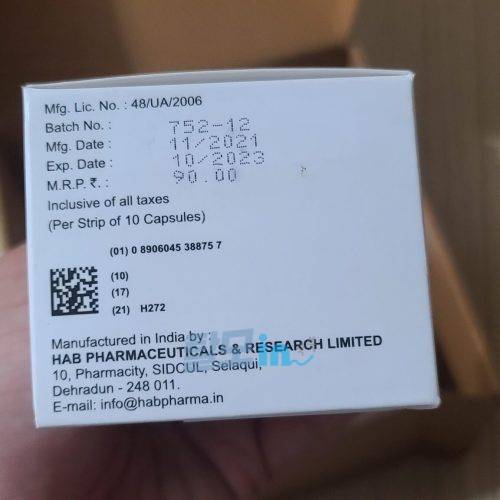 Mfg. Lic. No. : 48/UA/2006
Batch No. : 752-12
Mfg. Date : 11/2021
Exp. Date : 10/2023
M.R.P. ₹. : 90.00
Inclusive of all taxes
(Per Strip of 10 Capsules)
(01) 0 8906045 38875 7
(10)
(17)
(21) H272
Manufactured in India by :
HAB PHARMACEUTICALS & RESEARCH LIMITED
10, Pharmacity, SIDCUL, Selaqui,
Dehradun - 248 011.
E-mail: info@habpharma.in